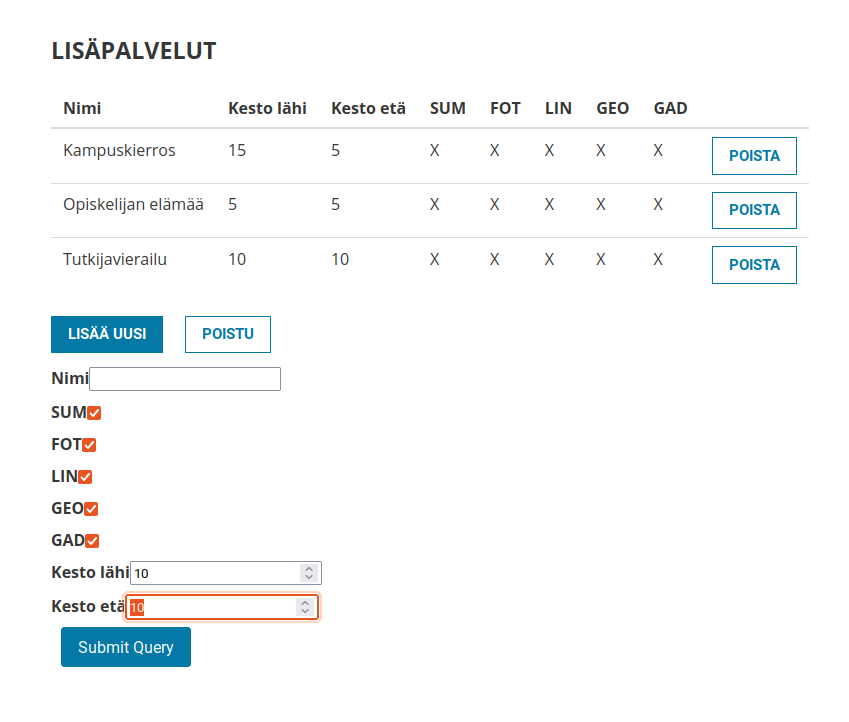 LISÄPALVELUT
Nimi Kesto lähi Kesto etä SUM FOT LIN GEO GAD
Kampuskierros 15 5 X X X X X POISTA
Opiskelijan elämää 5 5 X X X X X POISTA
Tutkijavierailu 10 10 X X X X X POISTA
LISÄÄ UUSI POISTU
Nimi
SUM
FOT
LIN
GEO
GAD
Kesto lähi 10
Kesto etä 10
Submit Query